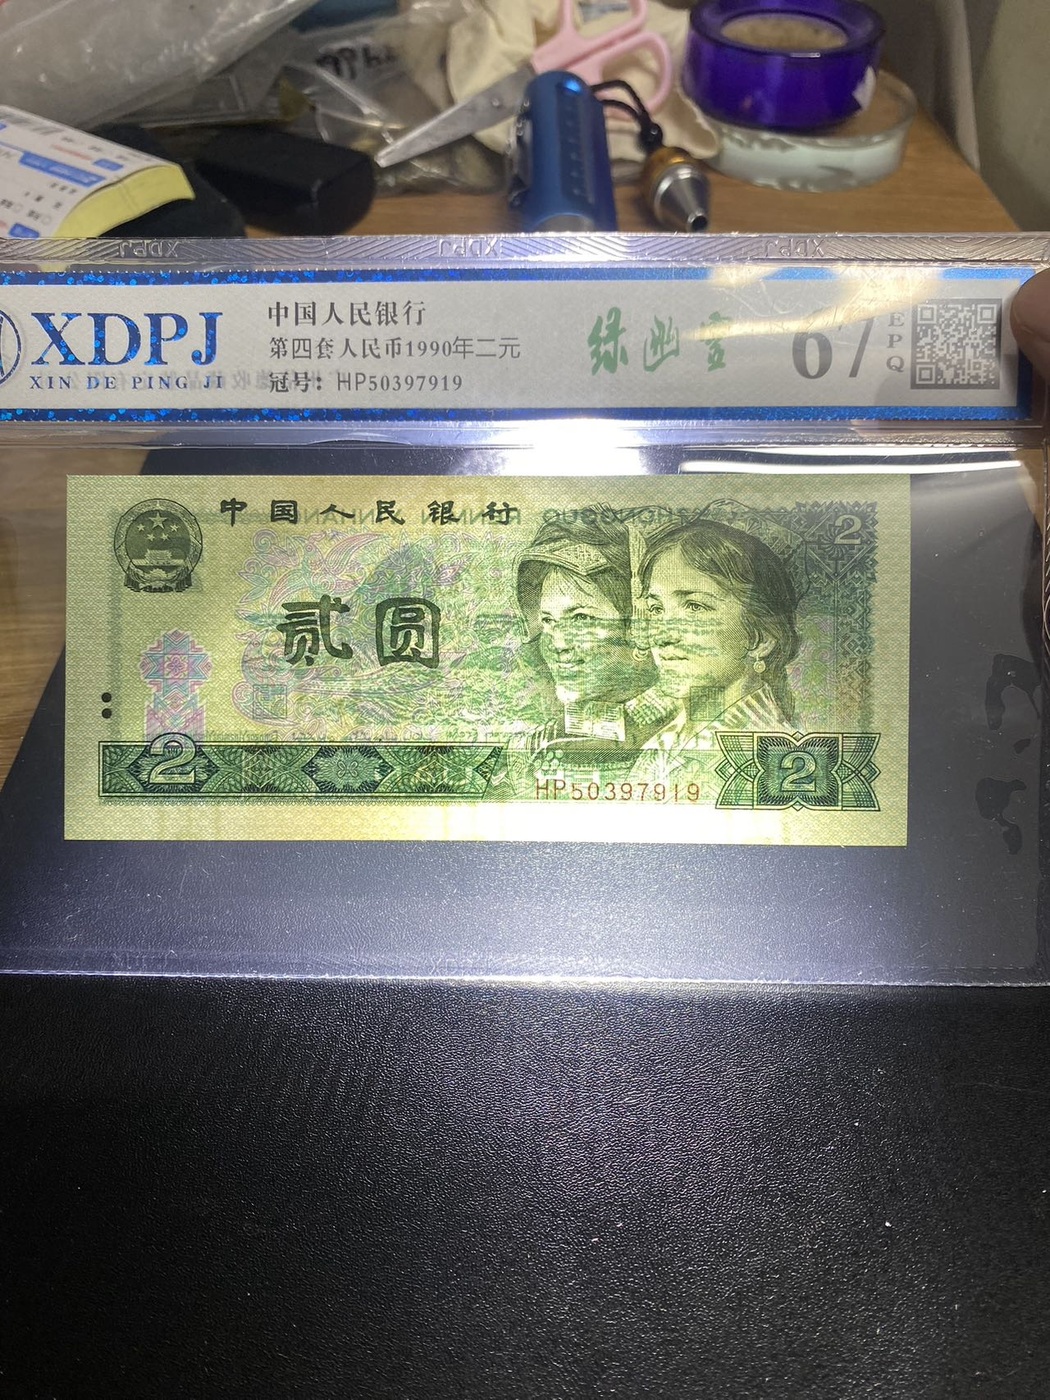 XDPJ
XIN DE PING JI
中国人民银行
第四套人民币1990年二元
冠号：HP50397919
绿幽灵
67
EPQ
中国人民银行
贰圆
2
2
HP50397919
2